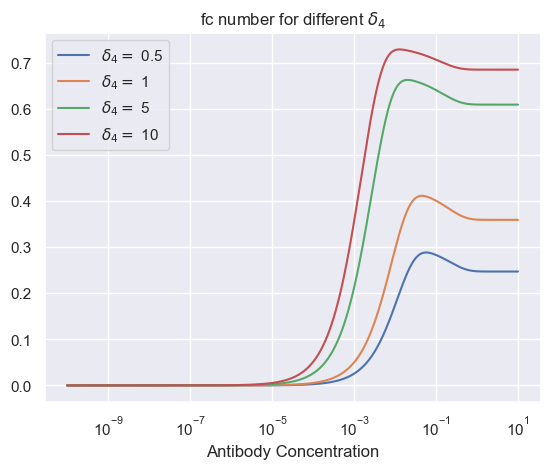 fc number for different δ₄
δ₄ = 0.5
δ₄ = 1
δ₄ = 5
δ₄ = 10
0.7
0.6
0.5
0.4
0.3
0.2
0.1
0.0
10⁻⁹ 10⁻⁷ 10⁻⁵ 10⁻³ 10⁻¹ 10¹
Antibody Concentration